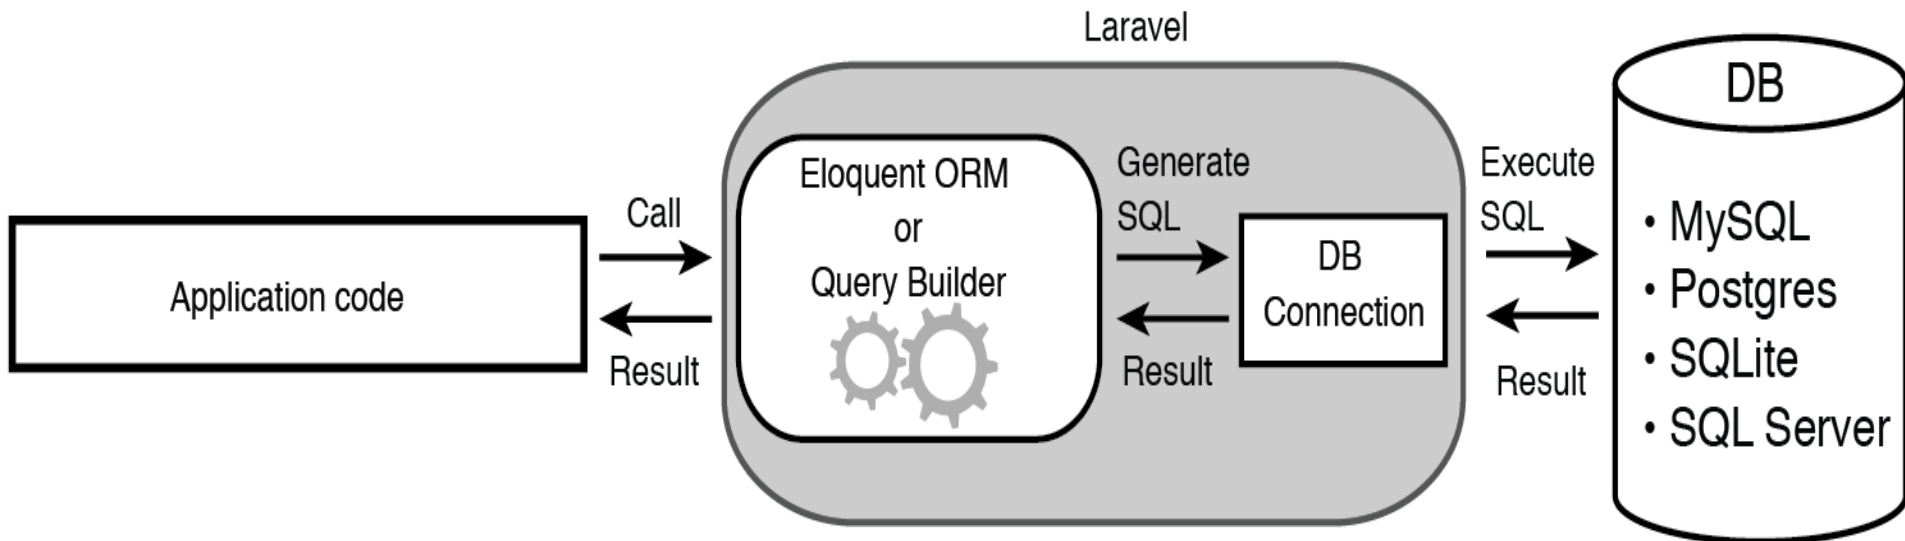 Laravel
Application code
Call
Result
Eloquent ORM
or
Query Builder
Generate
SQL
Result
DB
Connection
Execute
SQL
Result
DB
• MySQL
• Postgres
• SQLite
• SQL Server